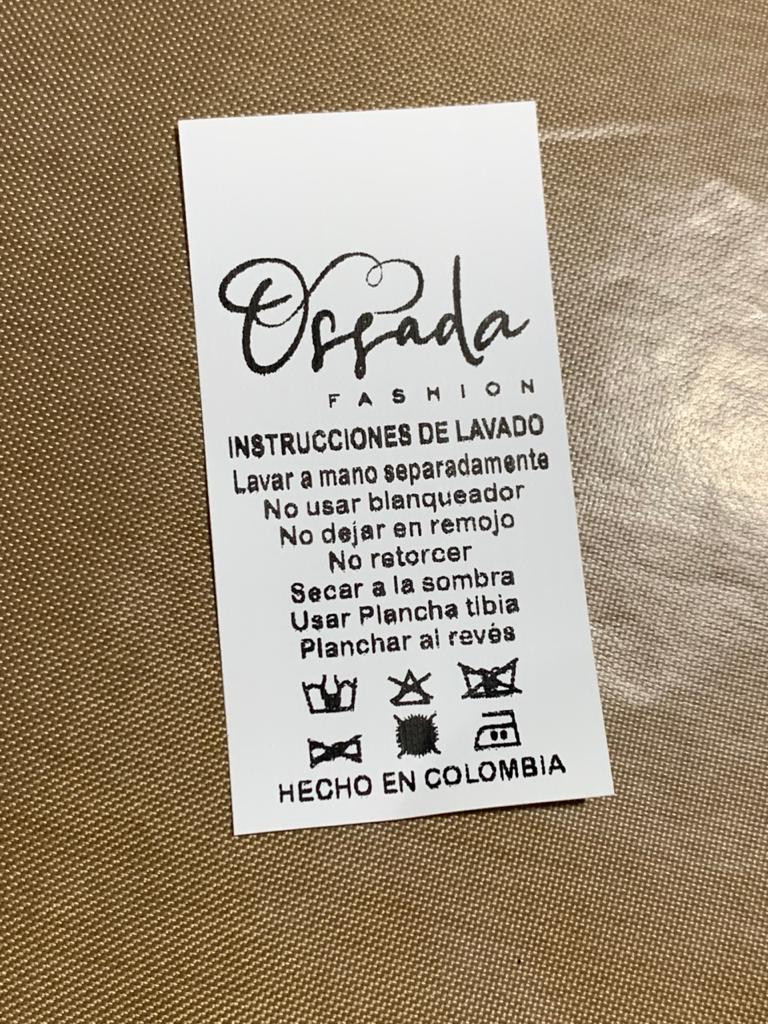 Ossada
FASHION
INSTRUCCIONES DE LAVADO
Lavar a mano separadamente
No usar blanqueador
No dejar en remojo
No retorcer
Secar a la sombra
Usar Plancha tibia
Planchar al revés
HECHO EN COLOMBIA